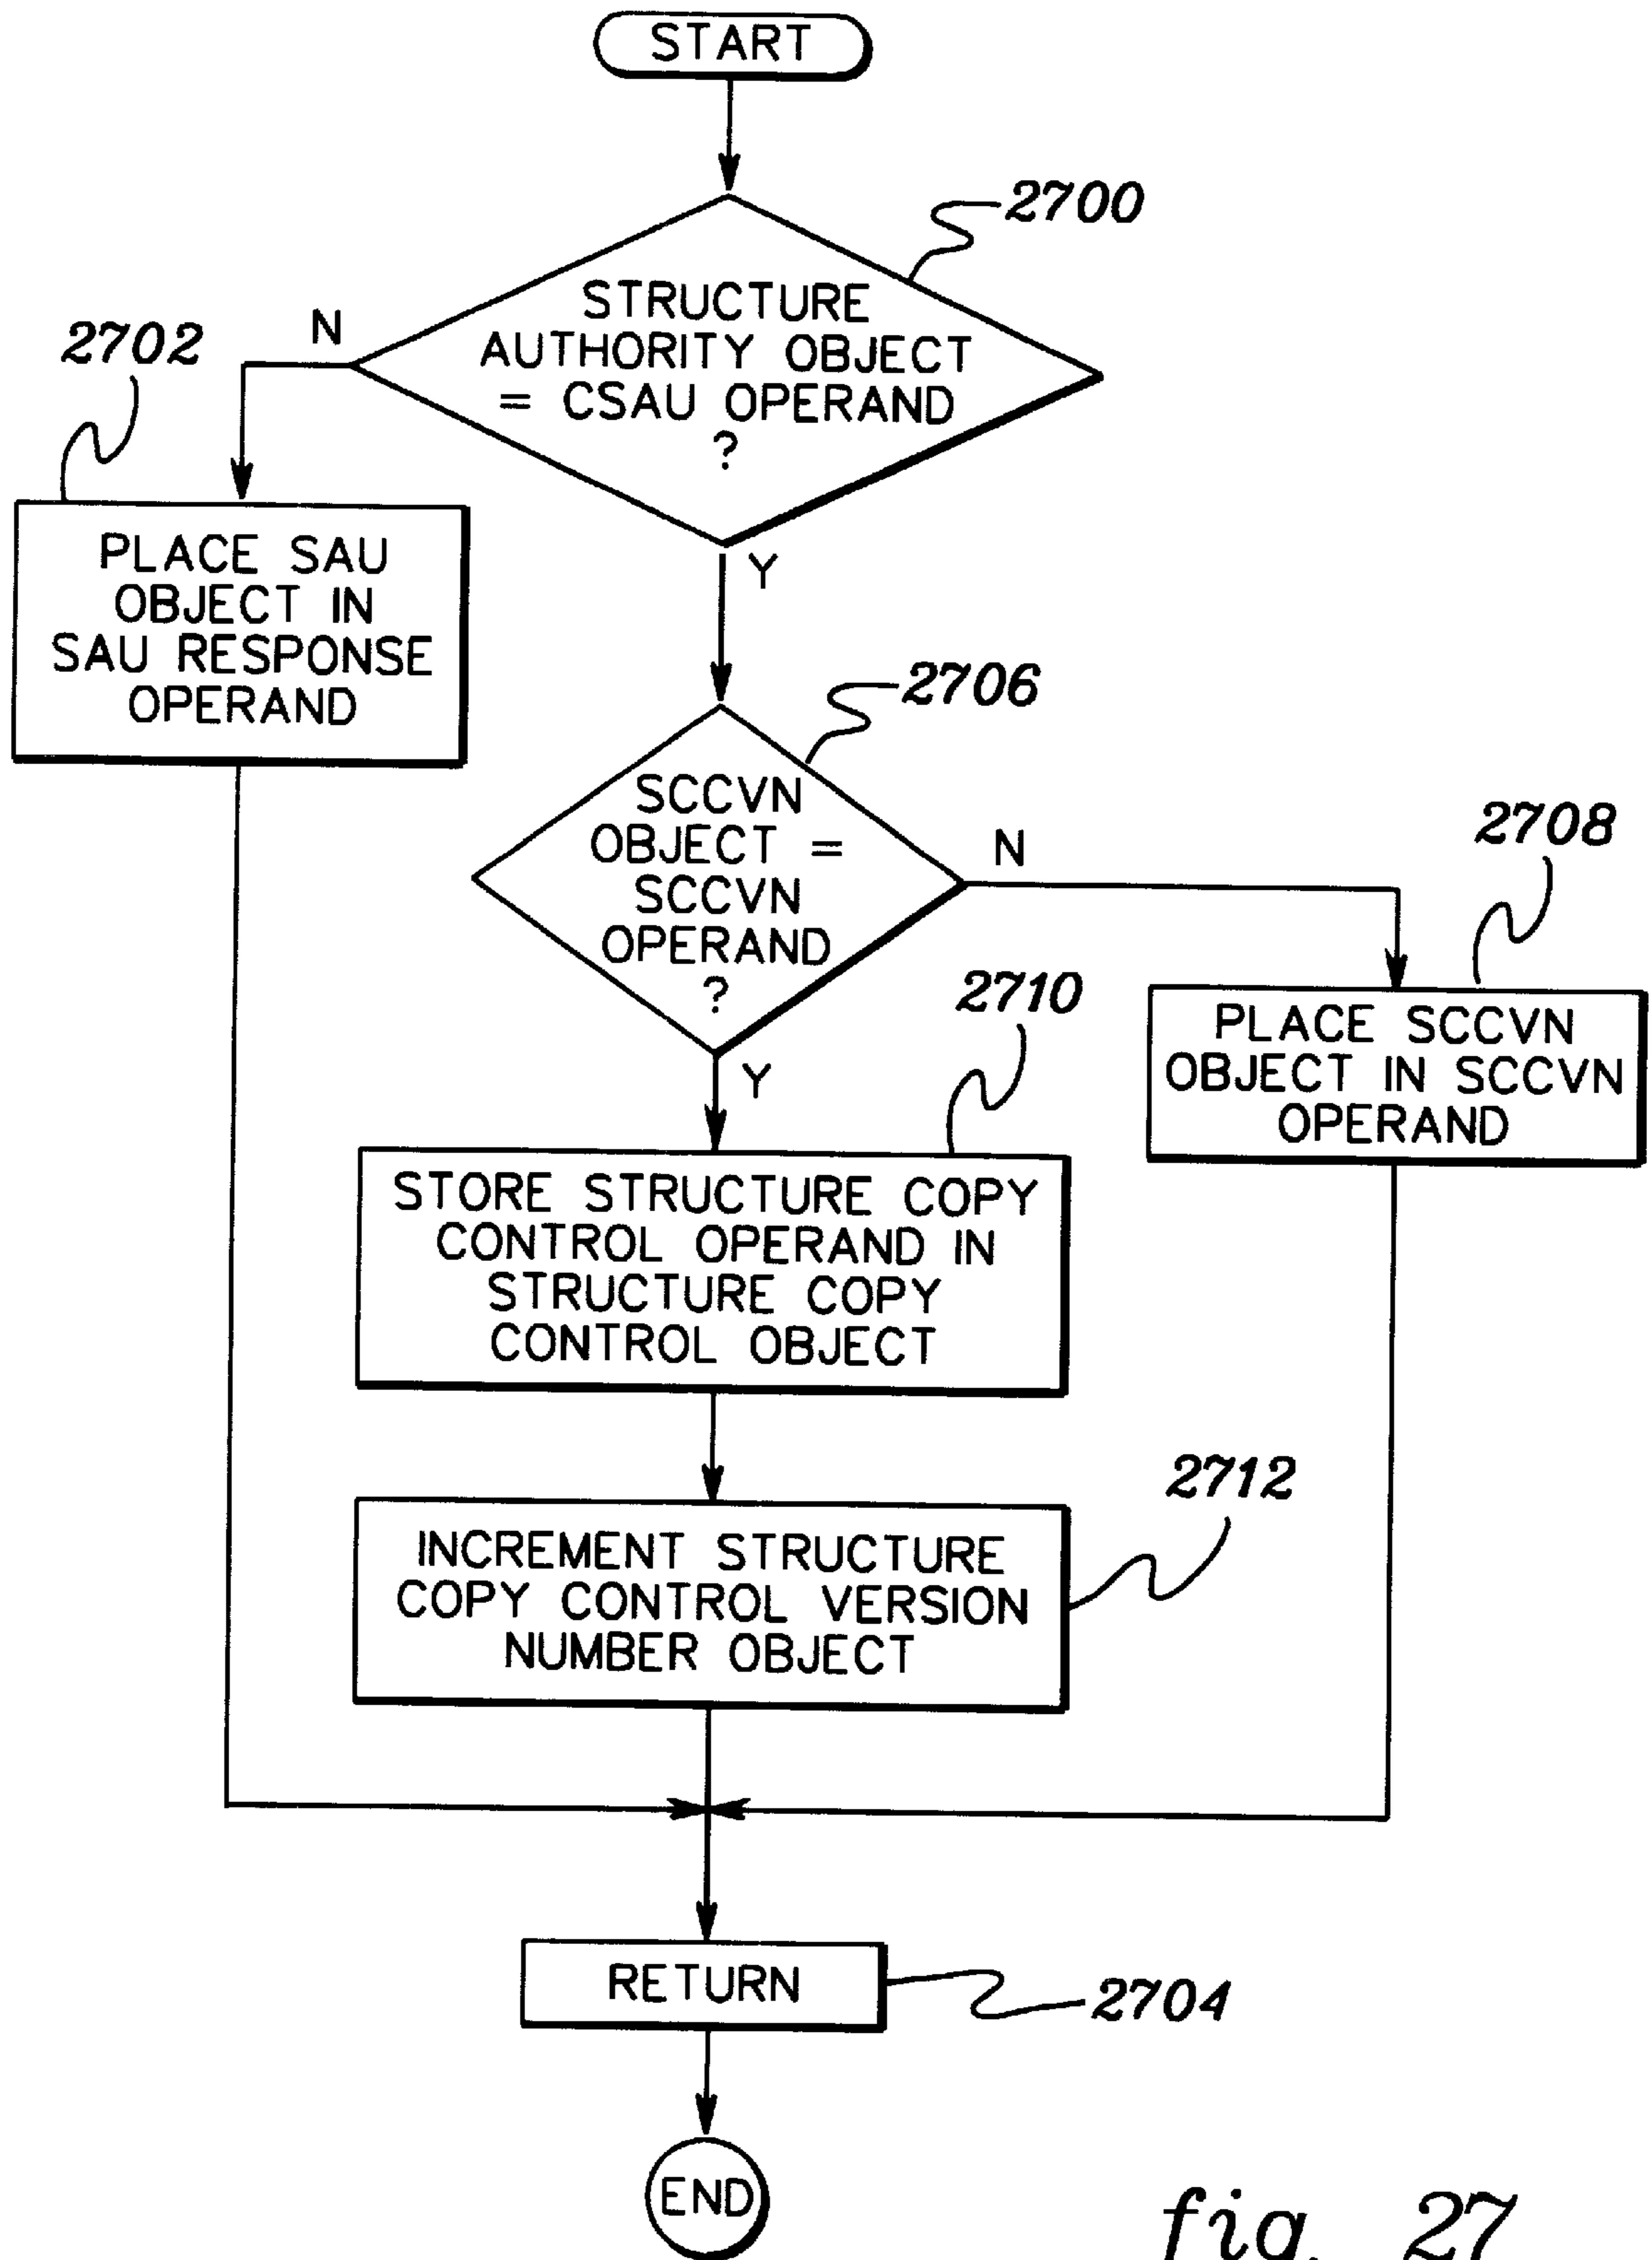 START
2700
STRUCTURE
AUTHORITY OBJECT
= CSAU OPERAND
?
N
2702
Y
PLACE SAU
OBJECT IN
SAU RESPONSE
OPERAND
2706
SCCVN
OBJECT =
SCCVN
OPERAND
?
N
2708
Y
2710
PLACE SCCVN
OBJECT IN SCCVN
OPERAND
STORE STRUCTURE COPY
CONTROL OPERAND IN
STRUCTURE COPY
CONTROL OBJECT
2712
INCREMENT STRUCTURE
COPY CONTROL VERSION
NUMBER OBJECT
RETURN
2704
END
fig. 27